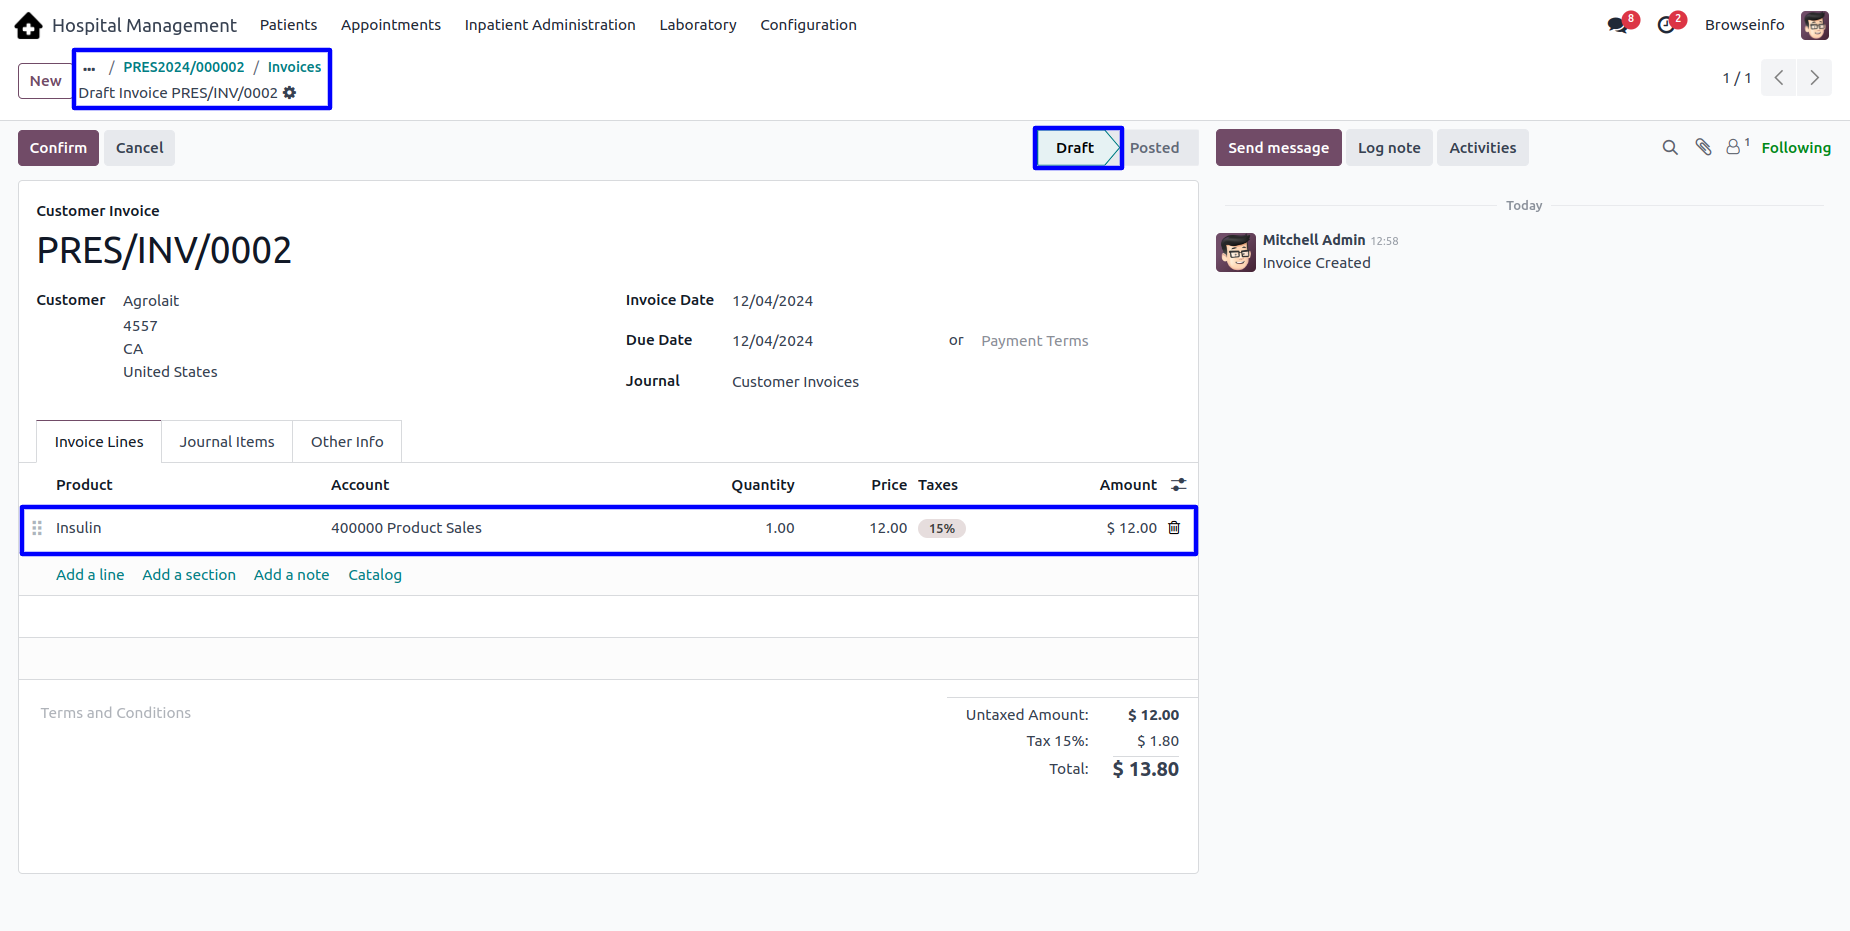 Hospital Management Patients Appointments Inpatient Administration Laboratory Configuration 8 2 Browseinfo
New ... / PRES2024/000002 / Invoices
Draft Invoice PRES/INV/0002
1 / 1
Confirm Cancel Draft Posted Send message Log note Activities 1 Following
Customer Invoice
PRES/INV/0002
Customer Agrolait
4557
CA
United States
Invoice Date 12/04/2024
Due Date 12/04/2024 or Payment Terms
Journal Customer Invoices
Today
Mitchell Admin 12:58
Invoice Created
Invoice Lines Journal Items Other Info
Product Account Quantity Price Taxes Amount
Insulin 400000 Product Sales 1.00 12.00 15% $ 12.00
Add a line Add a section Add a note Catalog
Terms and Conditions
Untaxed Amount: $ 12.00
Tax 15%: $ 1.80
Total: $ 13.80